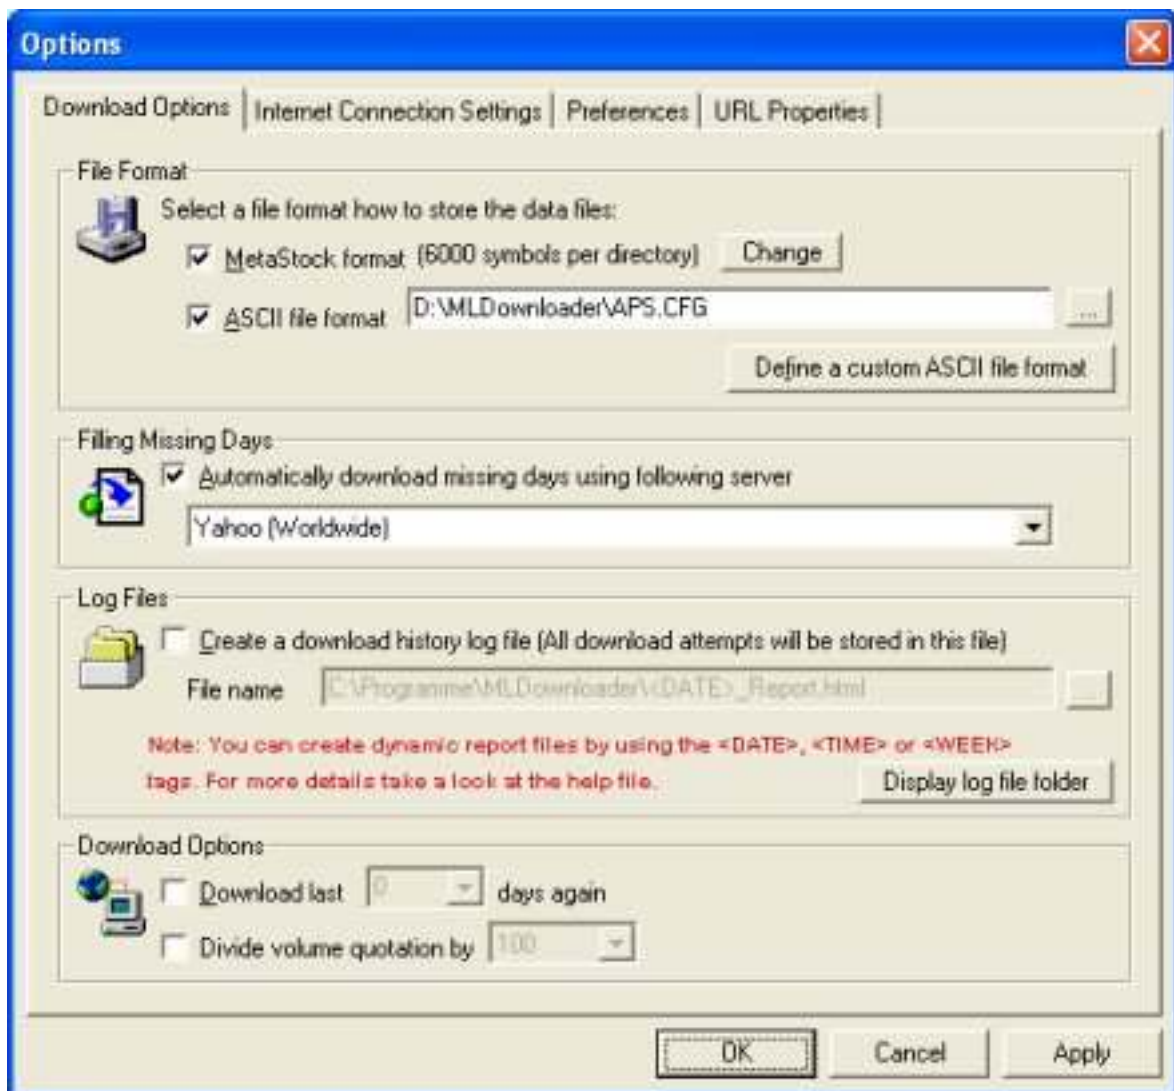 Options
Download Options Internet Connection Settings Preferences URL Properties
File Format
Select a file format how to store the data files:
MetaStock format (6000 symbols per directory) Change
ASCII file format D:\MLDownloader\APS.CFG ...
Define a custom ASCII file format
Filling Missing Days
Automatically download missing days using following server
Yahoo (Worldwide)
Log Files
Create a download history log file (All download attempts will be stored in this file)
File name C:\Programme\MLDownloader\<DATE>_Report.html ...
Note: You can create dynamic report files by using the <DATE>, <TIME> or <WEEK>
tags. For more details take a look at the help file.
Display log file folder
Download Options
Download last 0 days again
Divide volume quotation by 100
OK Cancel Apply